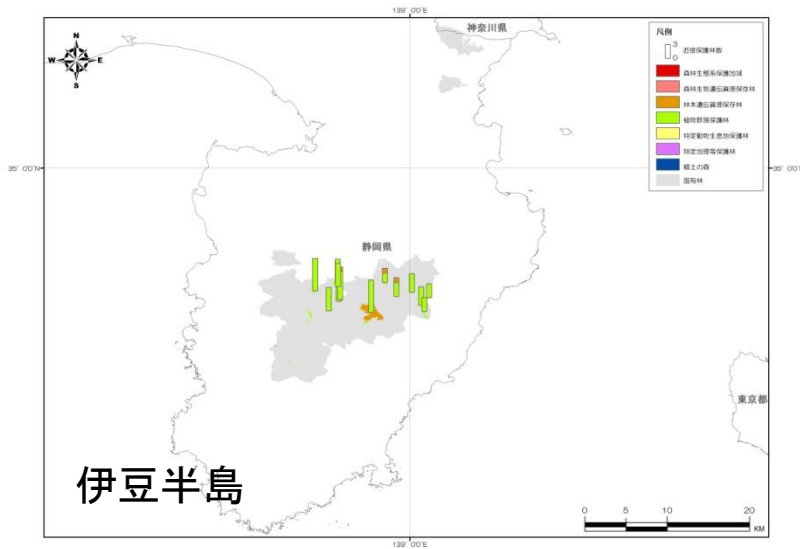 139° 00'E
神奈川県
凡例
3
0
近接保護林数
森林生態系保護地域
森林生物遺伝資源保存林
林木遺伝資源保存林
植物群落保護林
特定動物生息地保護林
特定地理等保護林
郷土の森
国有林
N
W E
S
35° 00'N
35° 00'N
静岡県
東京都
伊豆半島
0 5 10 20
KM
139° 00'E